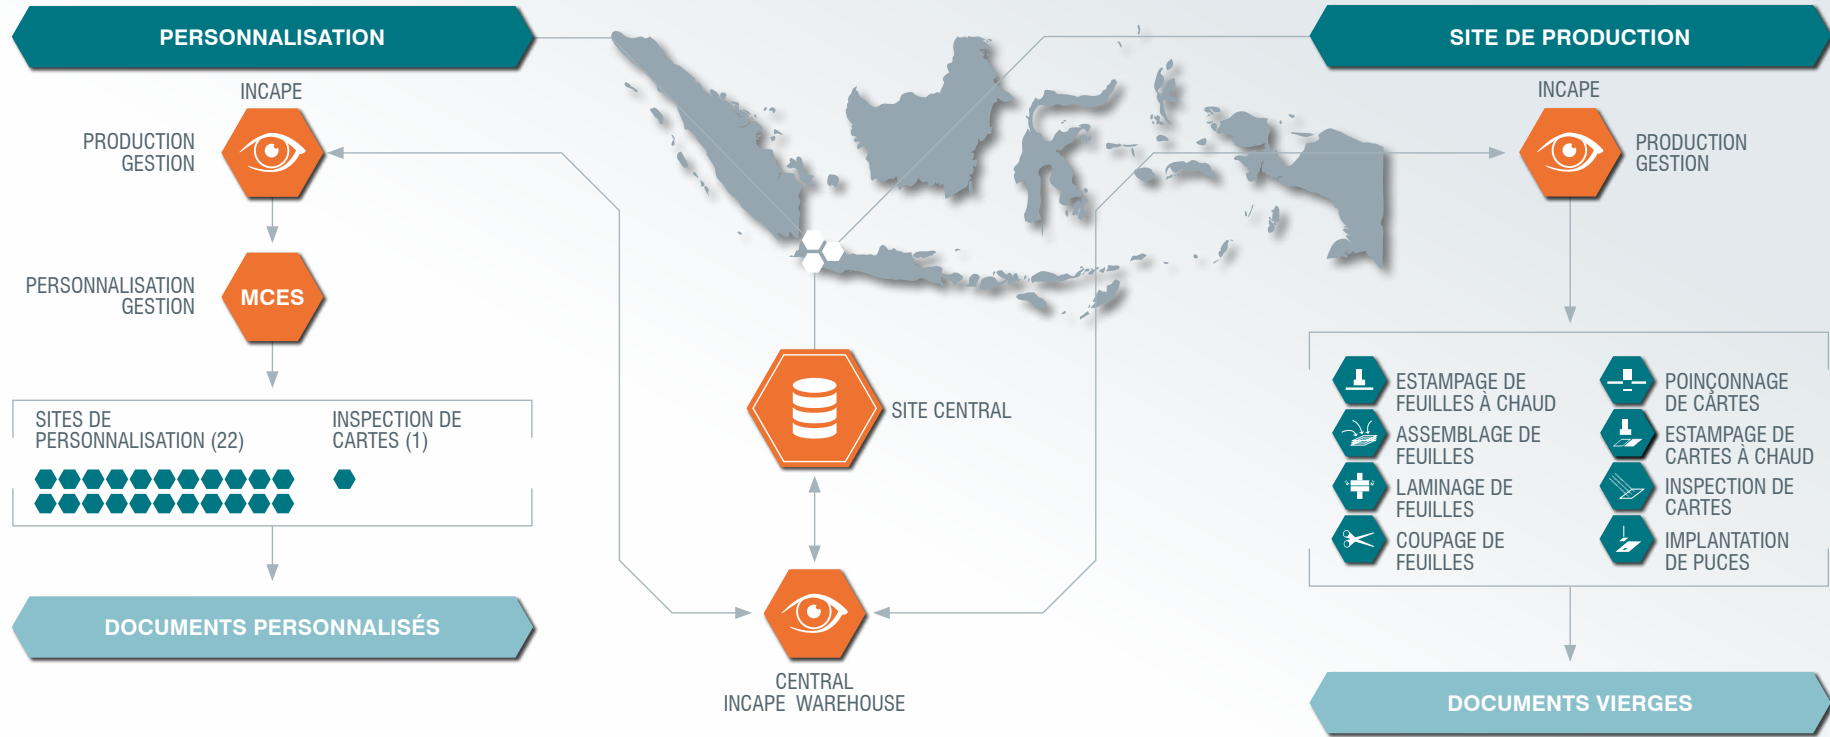 PERSONNALISATION
INCAPE
PRODUCTION
GESTION
PERSONNALISATION
GESTION
MCES
SITES DE
PERSONALISATION (22)
INSPECTION DE
CARTES (1)
DOCUMENTS PERSONNALISÉS
SITE CENTRAL
CENTRAL
INCAPE WAREHOUSE
SITE DE PRODUCTION
INCAPE
PRODUCTION
GESTION
ESTAMPAGE DE
FEUILLES À CHAUD
ASSEMBLAGE DE
FEUILLES
LAMINAGE DE
FEUILLES
COUPAGE DE
FEUILLES
POINÇONNAGE
DE CARTES
ESTAMPAGE DE
CARTES À CHAUD
INSPECTION DE
CARTES
IMPLANTATION
DE PUCES
DOCUMENTS VIERGES